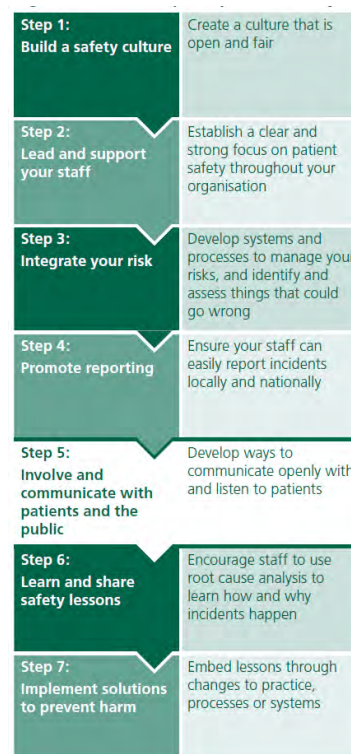 Step 1:
Build a safety culture
Create a culture that is
open and fair
Step 2:
Lead and support
your staff
Establish a clear and
strong focus on patient
safety throughout your
organisation
Step 3:
Integrate your risk
Develop systems and
processes to manage your
risks, and identify and
assess things that could
go wrong
Step 4:
Promote reporting
Ensure your staff can
easily report incidents
locally and nationally
Step 5:
Involve and
communicate with
patients and the
public
Develop ways to
communicate openly with
and listen to patients
Step 6:
Learn and share
safety lessons
Encourage staff to use
root cause analysis to
learn how and why
incidents happen
Step 7:
Implement solutions
to prevent harm
Embed lessons through
changes to practice,
processes or systems